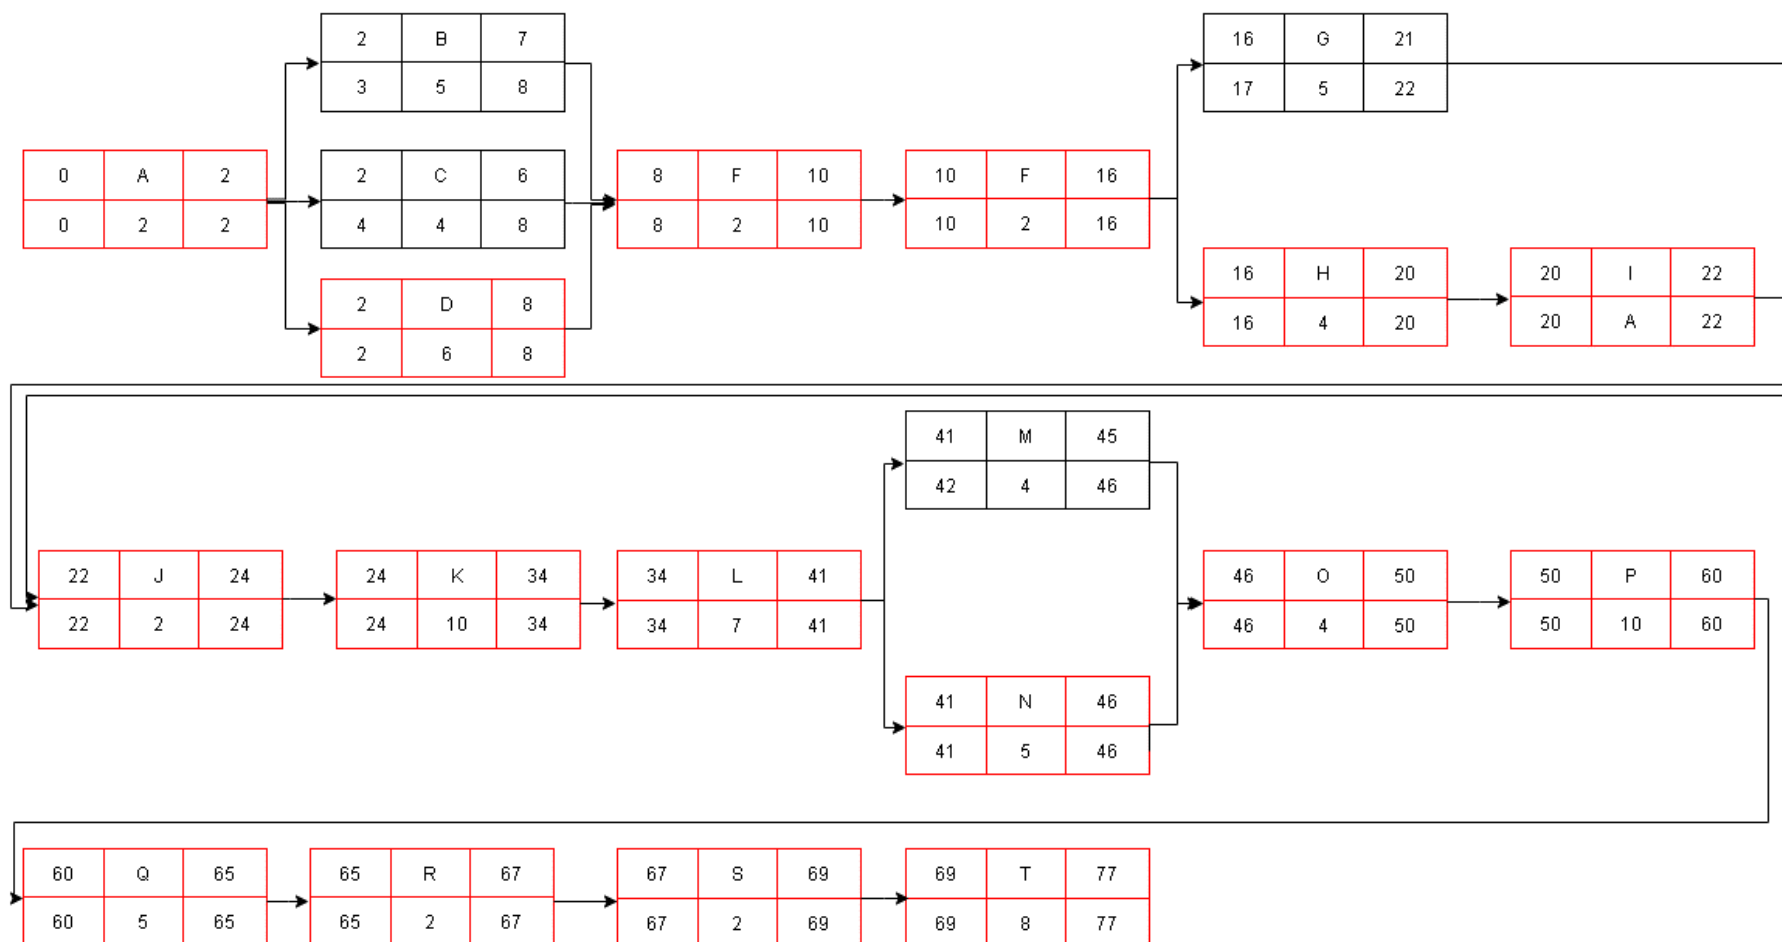 2 B 7
3 5 8
16 G 21
17 5 22
0 A 2
0 2 2
2 C 6
4 4 8
8 F 10
8 2 10
10 F 16
10 2 16
2 D 8
2 6 8
16 H 20
16 4 20
20 I 22
20 A 22
41 M 45
42 4 46
22 J 24
22 2 24
24 K 34
24 10 34
34 L 41
34 7 41
46 O 50
46 4 50
50 P 60
50 10 60
41 N 46
41 5 46
60 Q 65
60 5 65
65 R 67
65 2 67
67 S 69
67 2 69
69 T 77
69 8 77